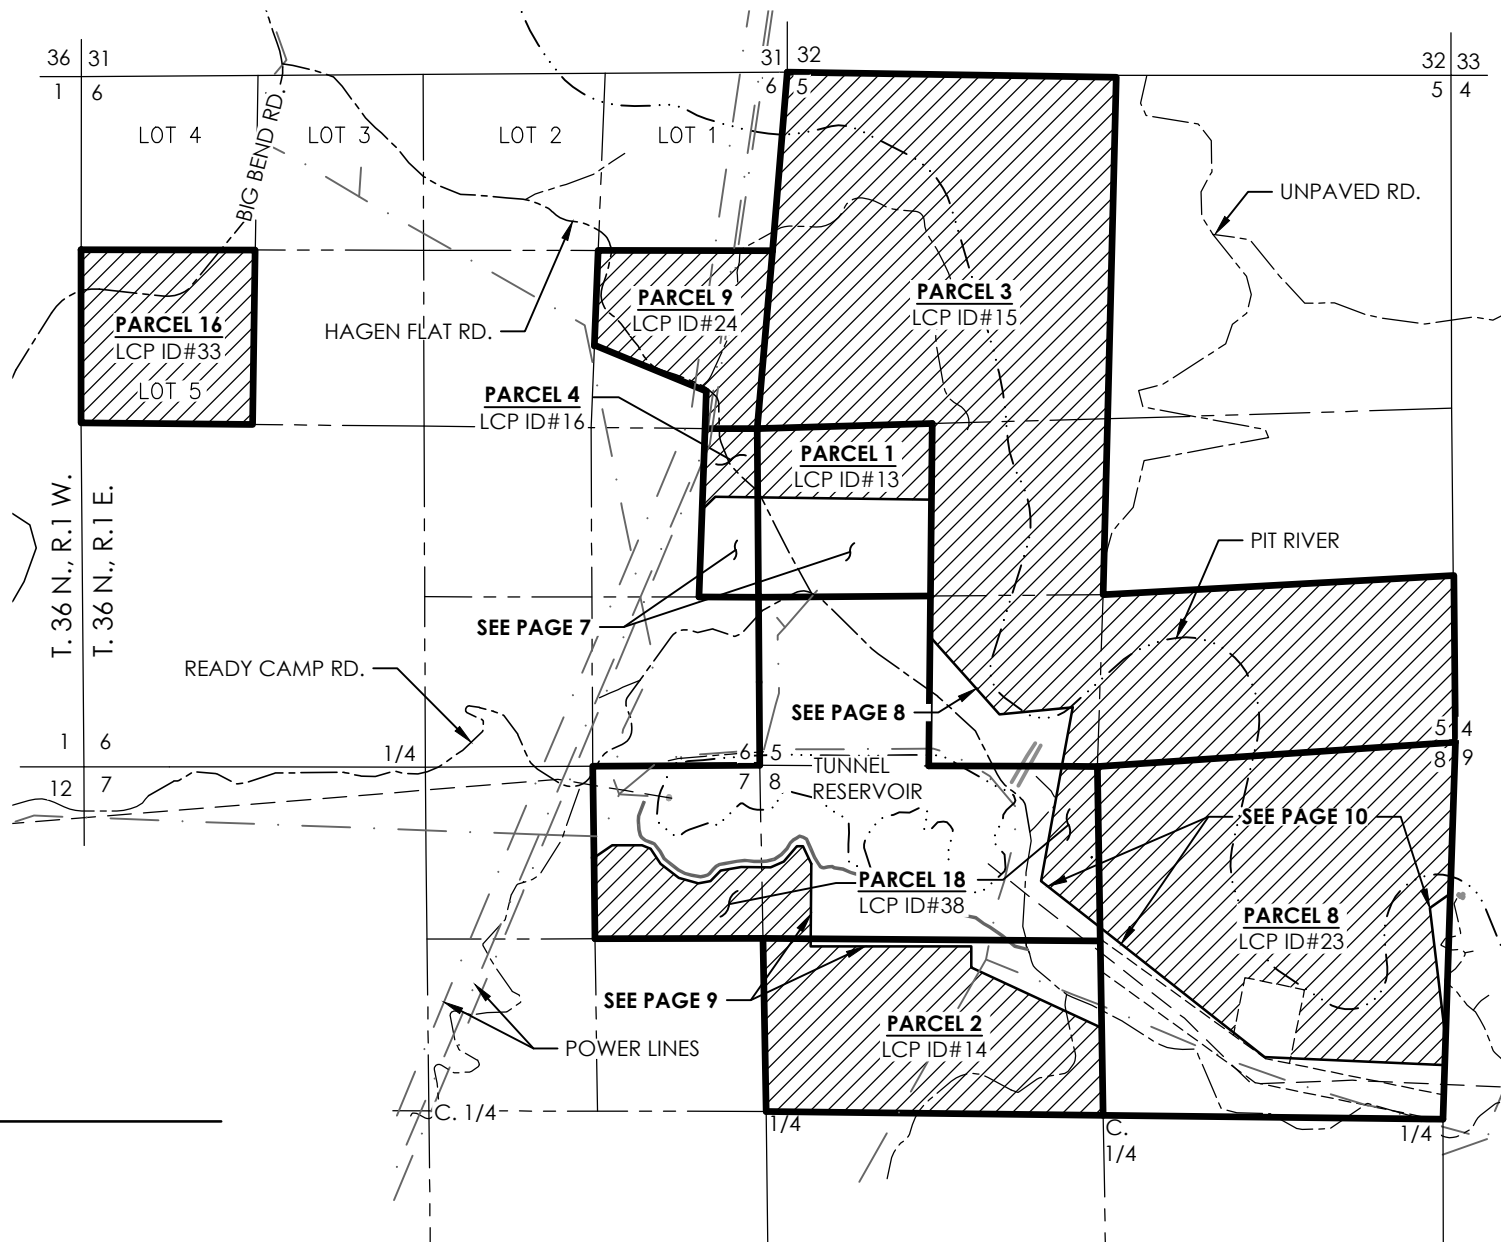 36 31
31 32
32 33
1 6
6 5
5 4
LOT 4
LOT 3
LOT 2
LOT 1
BIG BEND RD.
UNPAVED RD.
PARCEL 16
LCP ID#33
LOT 5
HAGEN FLAT RD.
PARCEL 9
LCP ID#24
PARCEL 3
LCP ID#15
PARCEL 4
LCP ID#16
PARCEL 1
LCP ID#13
T. 36 N., R.1 W.
T. 36 N., R.1 E.
PIT RIVER
SEE PAGE 7
READY CAMP RD.
SEE PAGE 8
1 6
1/4
6 5
5 4
12 7
7 8
8 9
TUNNEL
RESERVOIR
SEE PAGE 10
PARCEL 18
LCP ID#38
PARCEL 8
LCP ID#23
SEE PAGE 9
PARCEL 2
LCP ID#14
POWER LINES
C. 1/4
1/4
C.
1/4
1/4